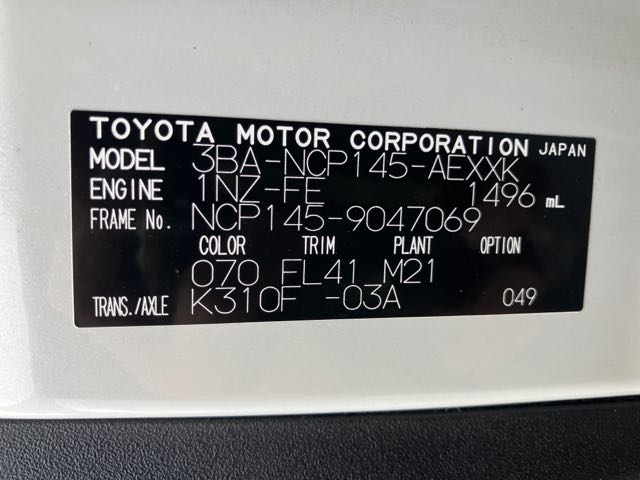 TOYOTA MOTOR CORPORATION JAPAN
MODEL 3BA-NCP145-AEXXK
ENGINE 1NZ-FE 1496 mL
FRAME No. NCP145-9047069
COLOR TRIM PLANT OPTION
070 FL41 M21
TRANS./AXLE K310F -03A 049